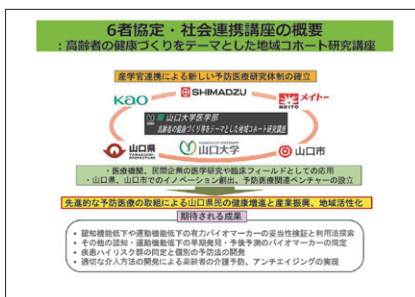 6者協定・社会連携講座の概要
：高齢者の健康づくりをテーマとした地域コホート研究講座
産学官連携による新しい予防医療研究体制の確立
Kao
SHIMADZU
MEITO
メイトー
山口大学医学部
高齢者の健康づくり等をテーマとした地域コホート研究講座
山口県
YAMAGUCHI PREFECTURE
山口大学
山口市
・医療機関、民間企業の医学研究や臨床フィールドとしての応用
・山口県、山口市でのイノベーション創出、予防医療関連ベンチャーの設立
先進的な予防医療の取組による山口県民の健康増進と産業振興、地域活性化
期待される成果
認知機能低下や運動機能低下の有力バイオマーカーの妥当性検証と利用法探索
その他の認知・運動機能低下の早期発見・予後予測のバイオマーカーの同定
疾患ハイリスク群の同定と個別の予防法の開発
適切な介入方法の開発による高齢者の介護予防、アンチエイジングの実現